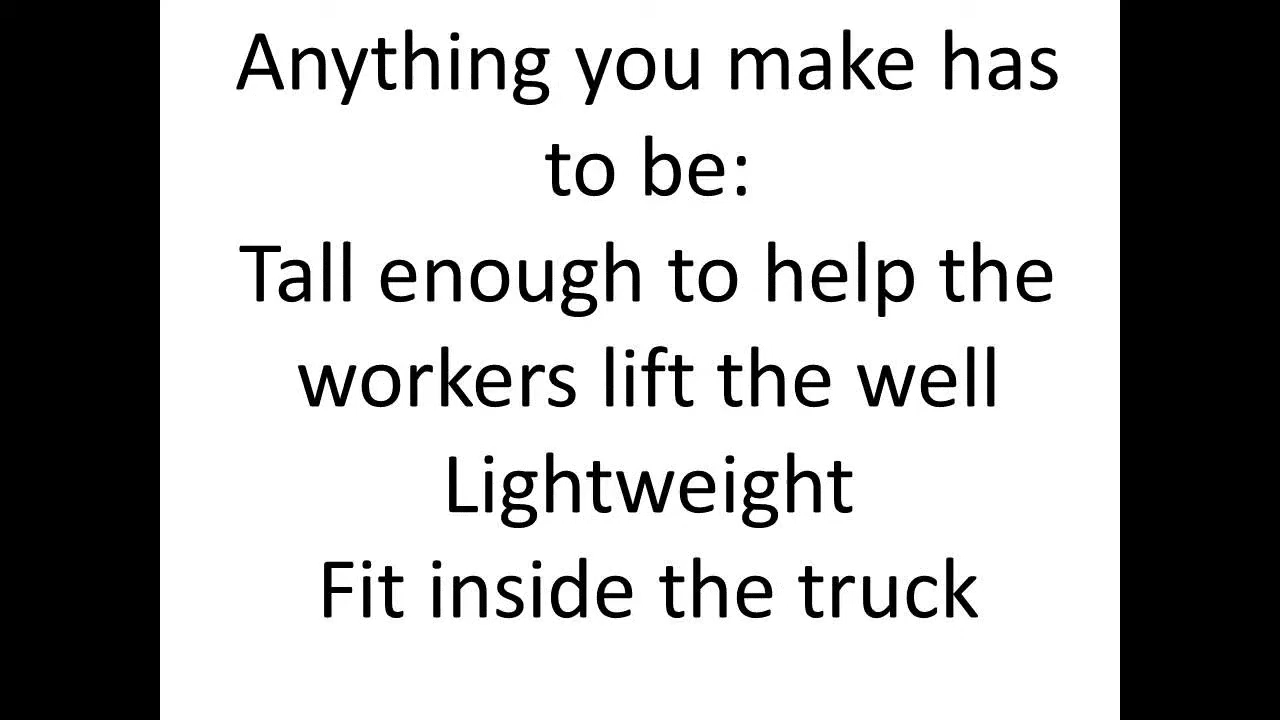 Anything you make has
to be:
Tall enough to help the
workers lift the well
Lightweight
Fit inside the truck